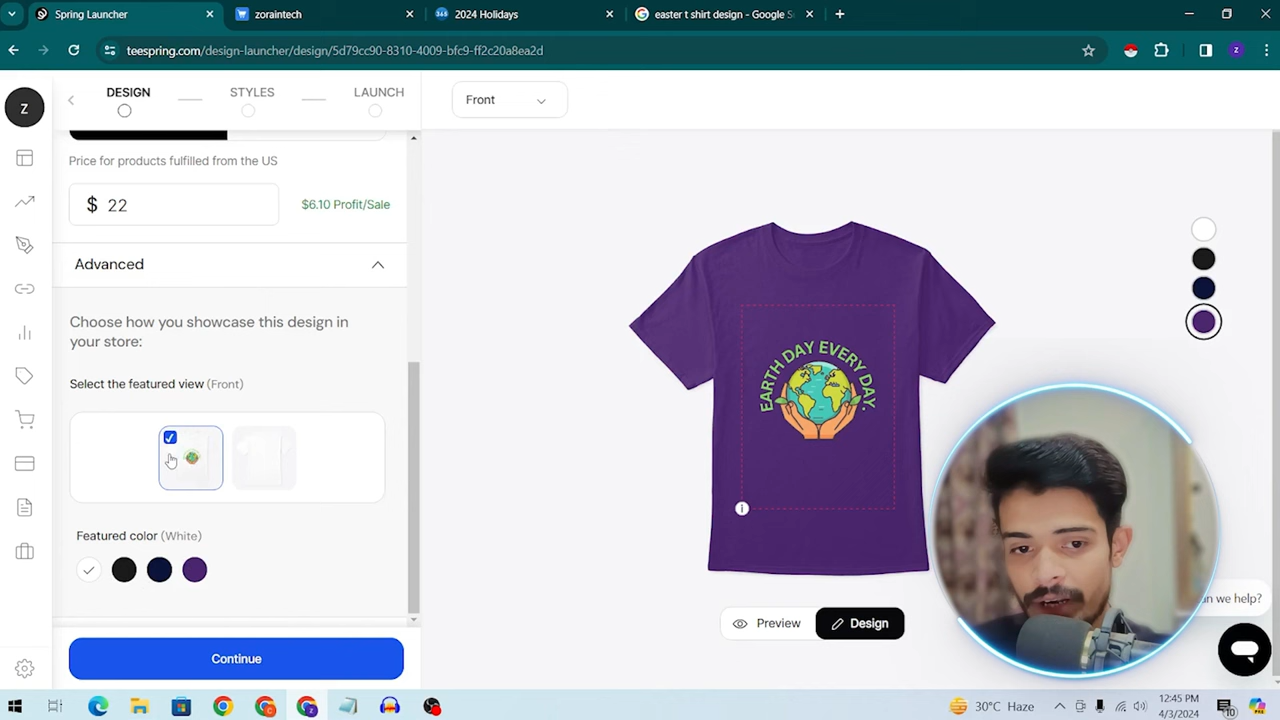 Spring Launcher
zoraintech
365
2024 Holidays
easter t shirt design - Google S
teespring.com/design-launcher/design/5d79cc90-8310-4009-bfc9-ff2c20a8ea2d
z
Z
DESIGN
STYLES
LAUNCH
Front
Price for products fulfilled from the US
$ 22
$6.10 Profit/Sale
Advanced
Choose how you showcase this design in
your store:
Select the featured view (Front)
Featured color (White)
Continue
EARTH DAY EVERY DAY.
i
Preview
Design
an we help?
30°C Haze
12:45 PM
4/3/2024
10